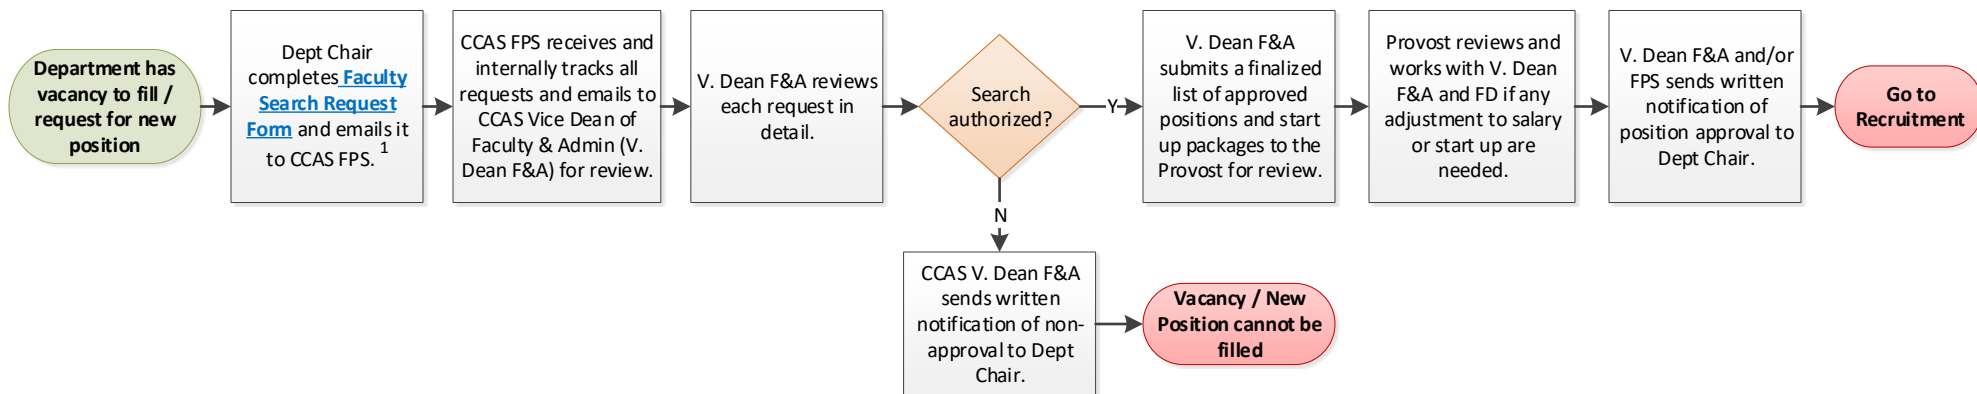 Department has
vacancy to fill /
request for new
position
Dept Chair
completes Faculty
Search Request
Form and emails it
to CCAS FPS. 1
CCAS FPS receives and
internally tracks all
requests and emails to
CCAS Vice Dean of
Faculty & Admin (V.
Dean F&A) for review.
V. Dean F&A reviews
each request in
detail.
Search
authorized?
Y
V. Dean F&A
submits a finalized
list of approved
positions and start
up packages to the
Provost for review.
Provost reviews and
works with V. Dean
F&A and FD if any
adjustment to salary
or start up are
needed.
V. Dean F&A and/or
FPS sends written
notification of
position approval to
Dept Chair.
Go to
Recruitment
N
CCAS V. Dean F&A
sends written
notification of non-
approval to Dept
Chair.
Vacancy / New
Position cannot be
filled